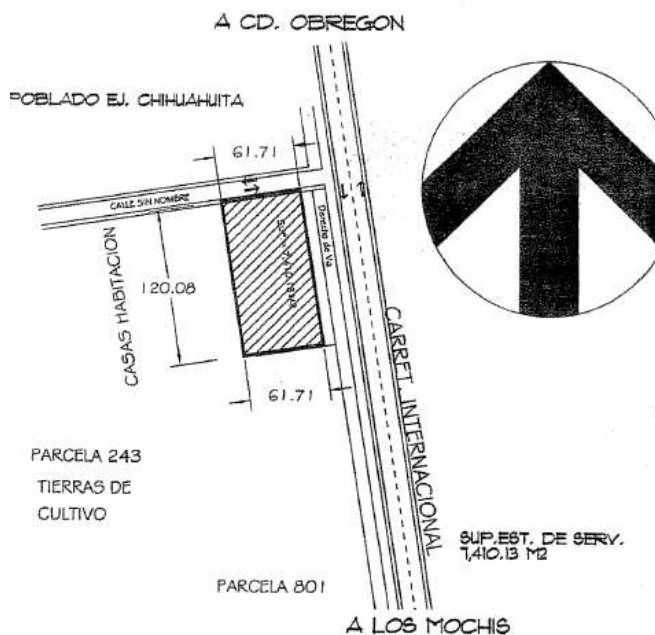 A CD. OBREGON
POBLADO EJ. CHIHUAHUITA
61.71
CALLE SIN NOMBRE
Derecho de Via
CASAS HABITACION
120.08
61.71
CARRET. INTERNACIONAL
PARCELA 243
TIERRAS DE
CULTIVO
SUP.EST. DE SERV.
7,410.13 M2
PARCELA 801
A LOS MOCHIS